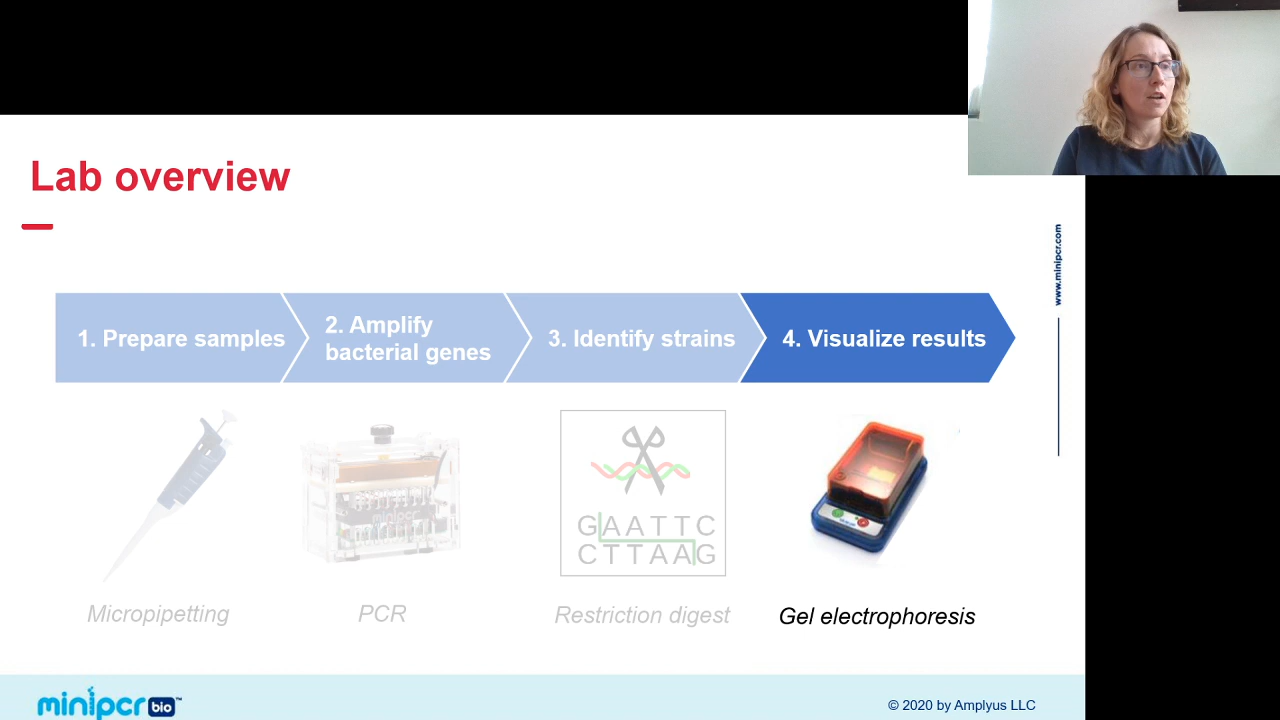 Lab overview
www.minipcr.com
1. Prepare samples
2. Amplify
bacterial genes
3. Identify strains
4. Visualize results
GAATTC
CTTAAG
Micropipetting
PCR
Restriction digest
Gel electrophoresis
minipcr bio™
© 2020 by Amplyus LLC